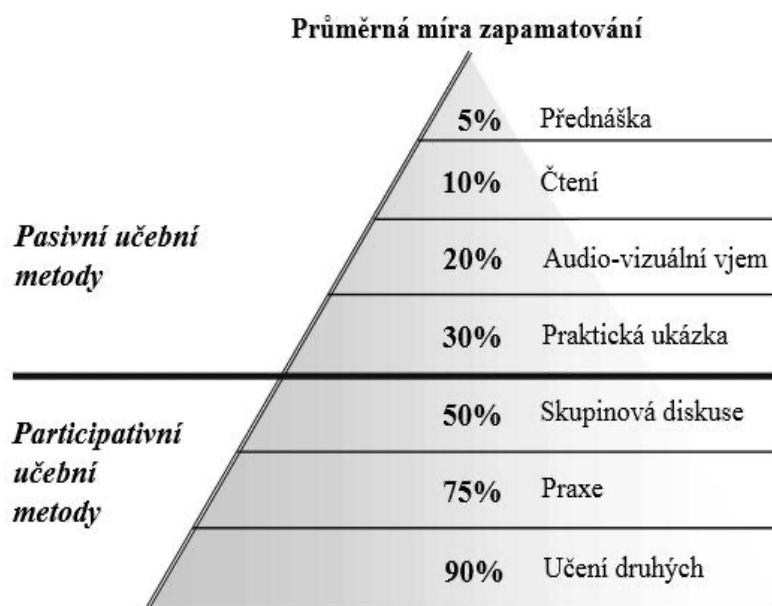 Průměrná míra zapamatování
5% Přednáška
10% Čtení
20% Audio-vizuální vjem
30% Praktická ukázka
Pasivní učební
metody
50% Skupinová diskuse
75% Praxe
90% Učení druhých
Participativní
učební
metody